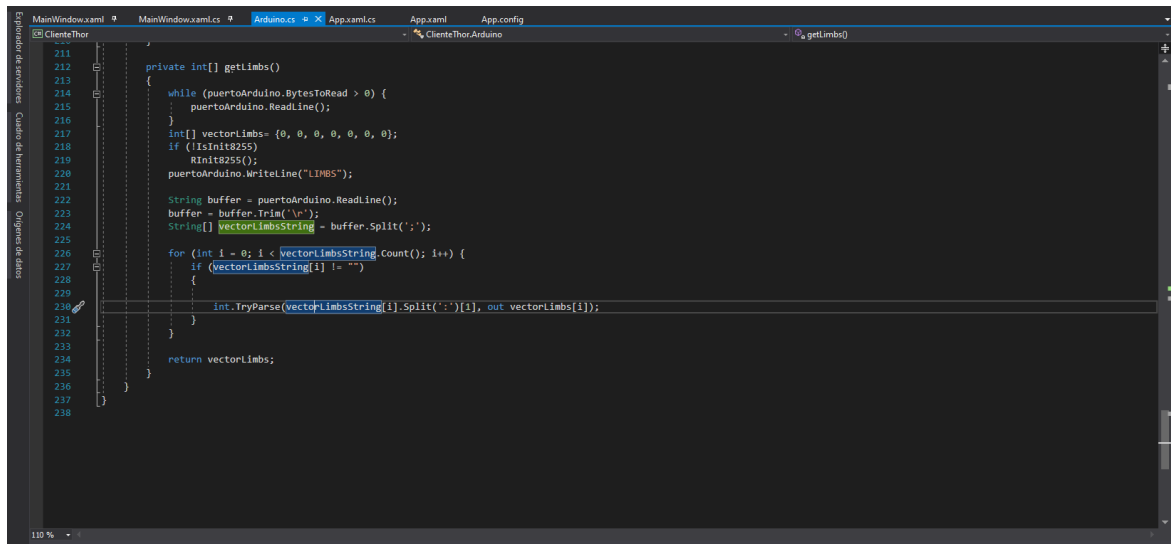 MainWindow.xaml MainWindow.xaml.cs Arduino.cs App.xaml.cs App.xaml App.config
ClienteThor ClienteThor.Arduino getLimbs()
Explorador de servidores
Cuadro de herramientas
Orígenes de datos
210 }
211
212 private int[] getLimbs()
213 {
214 while (puertoArduino.BytesToRead > 0) {
215 puertoArduino.ReadLine();
216 }
217 int[] vectorLimbs= {0, 0, 0, 0, 0, 0, 0};
218 if (!IsInit8255)
219 RInit8255();
220 puertoArduino.WriteLine("LIMBS");
221
222 String buffer = puertoArduino.ReadLine();
223 buffer = buffer.Trim('\r');
224 String[] vectorLimbsString = buffer.Split(';');
225
226 for (int i = 0; i < vectorLimbsString.Count(); i++) {
227 if (vectorLimbsString[i] != "")
228 {
229
230 int.TryParse(vectorLimbsString[i].Split(':')[1], out vectorLimbs[i]);
231 }
232 }
233
234 return vectorLimbs;
235 }
236 }
237 }
238
110 %